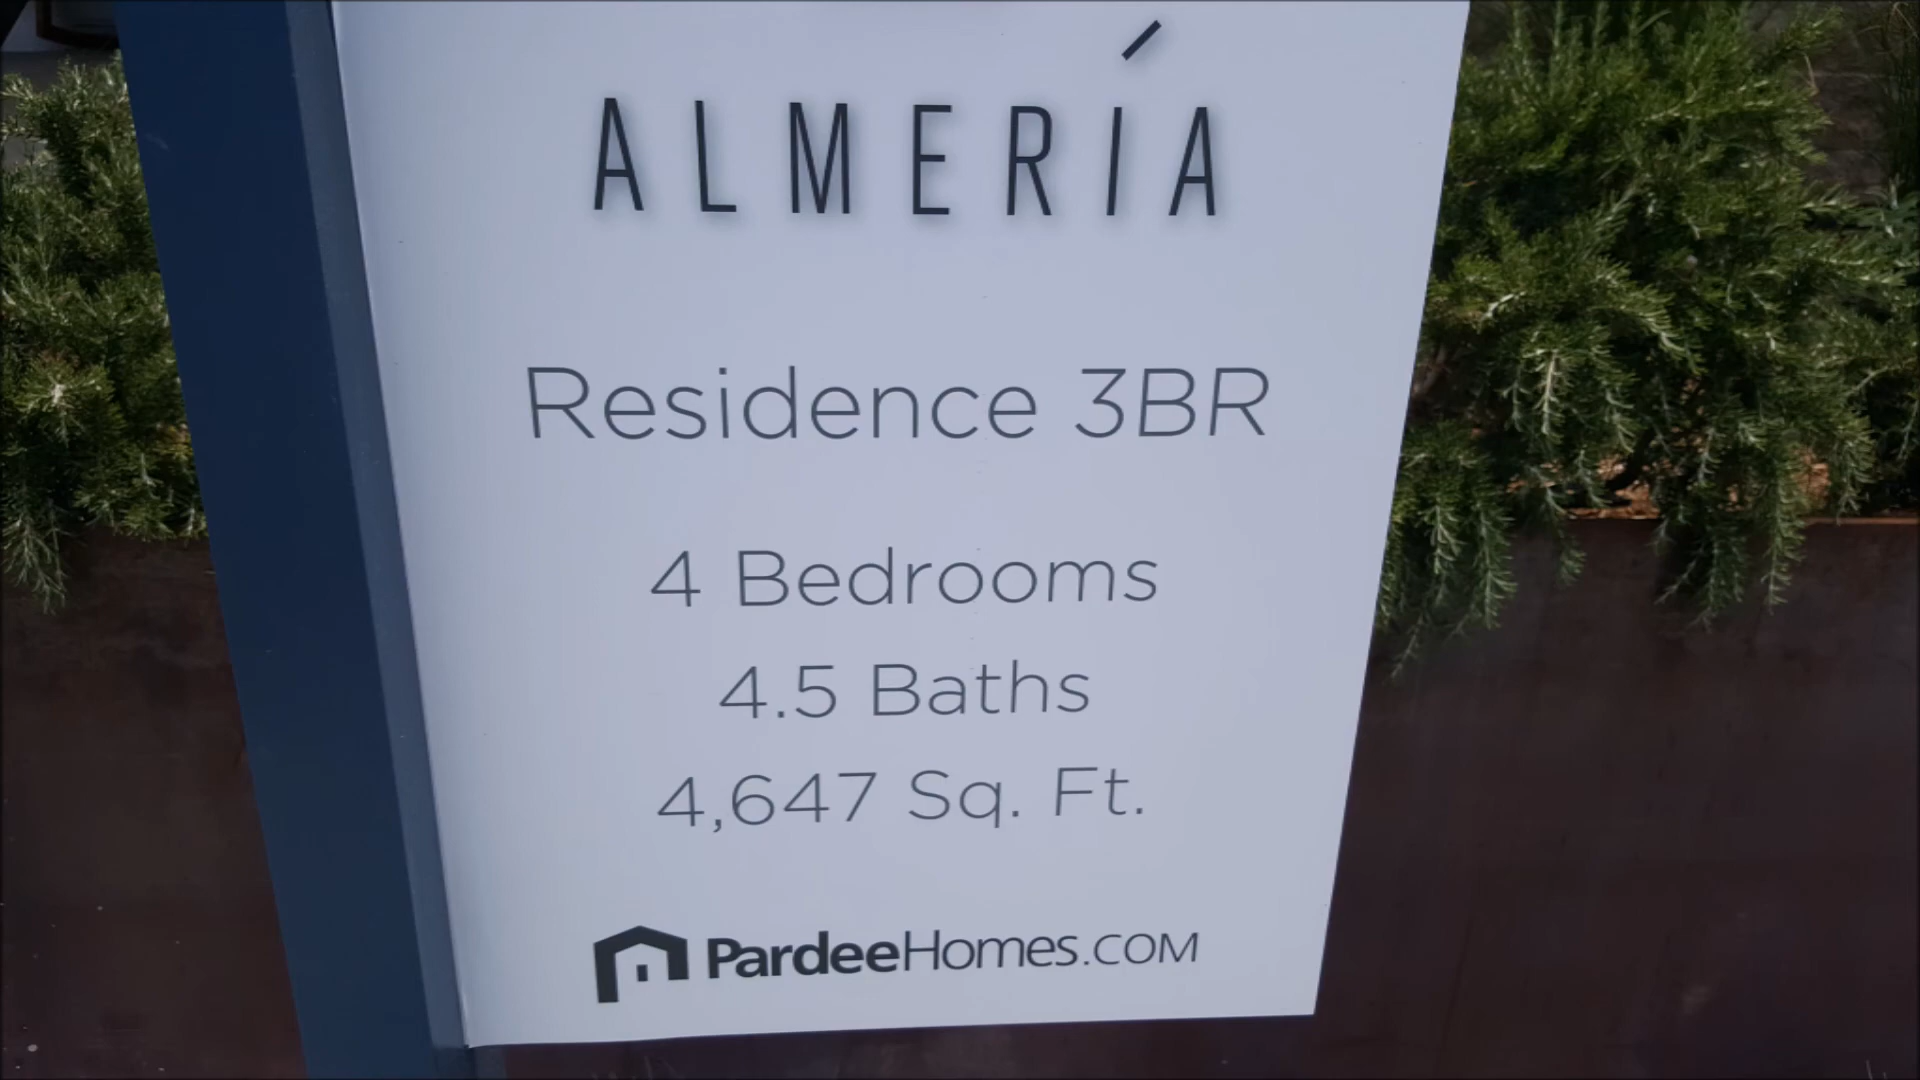 ALMERÍA
Residence 3BR
4 Bedrooms
4.5 Baths
4,647 Sq. Ft.
PardeeHomes.COM